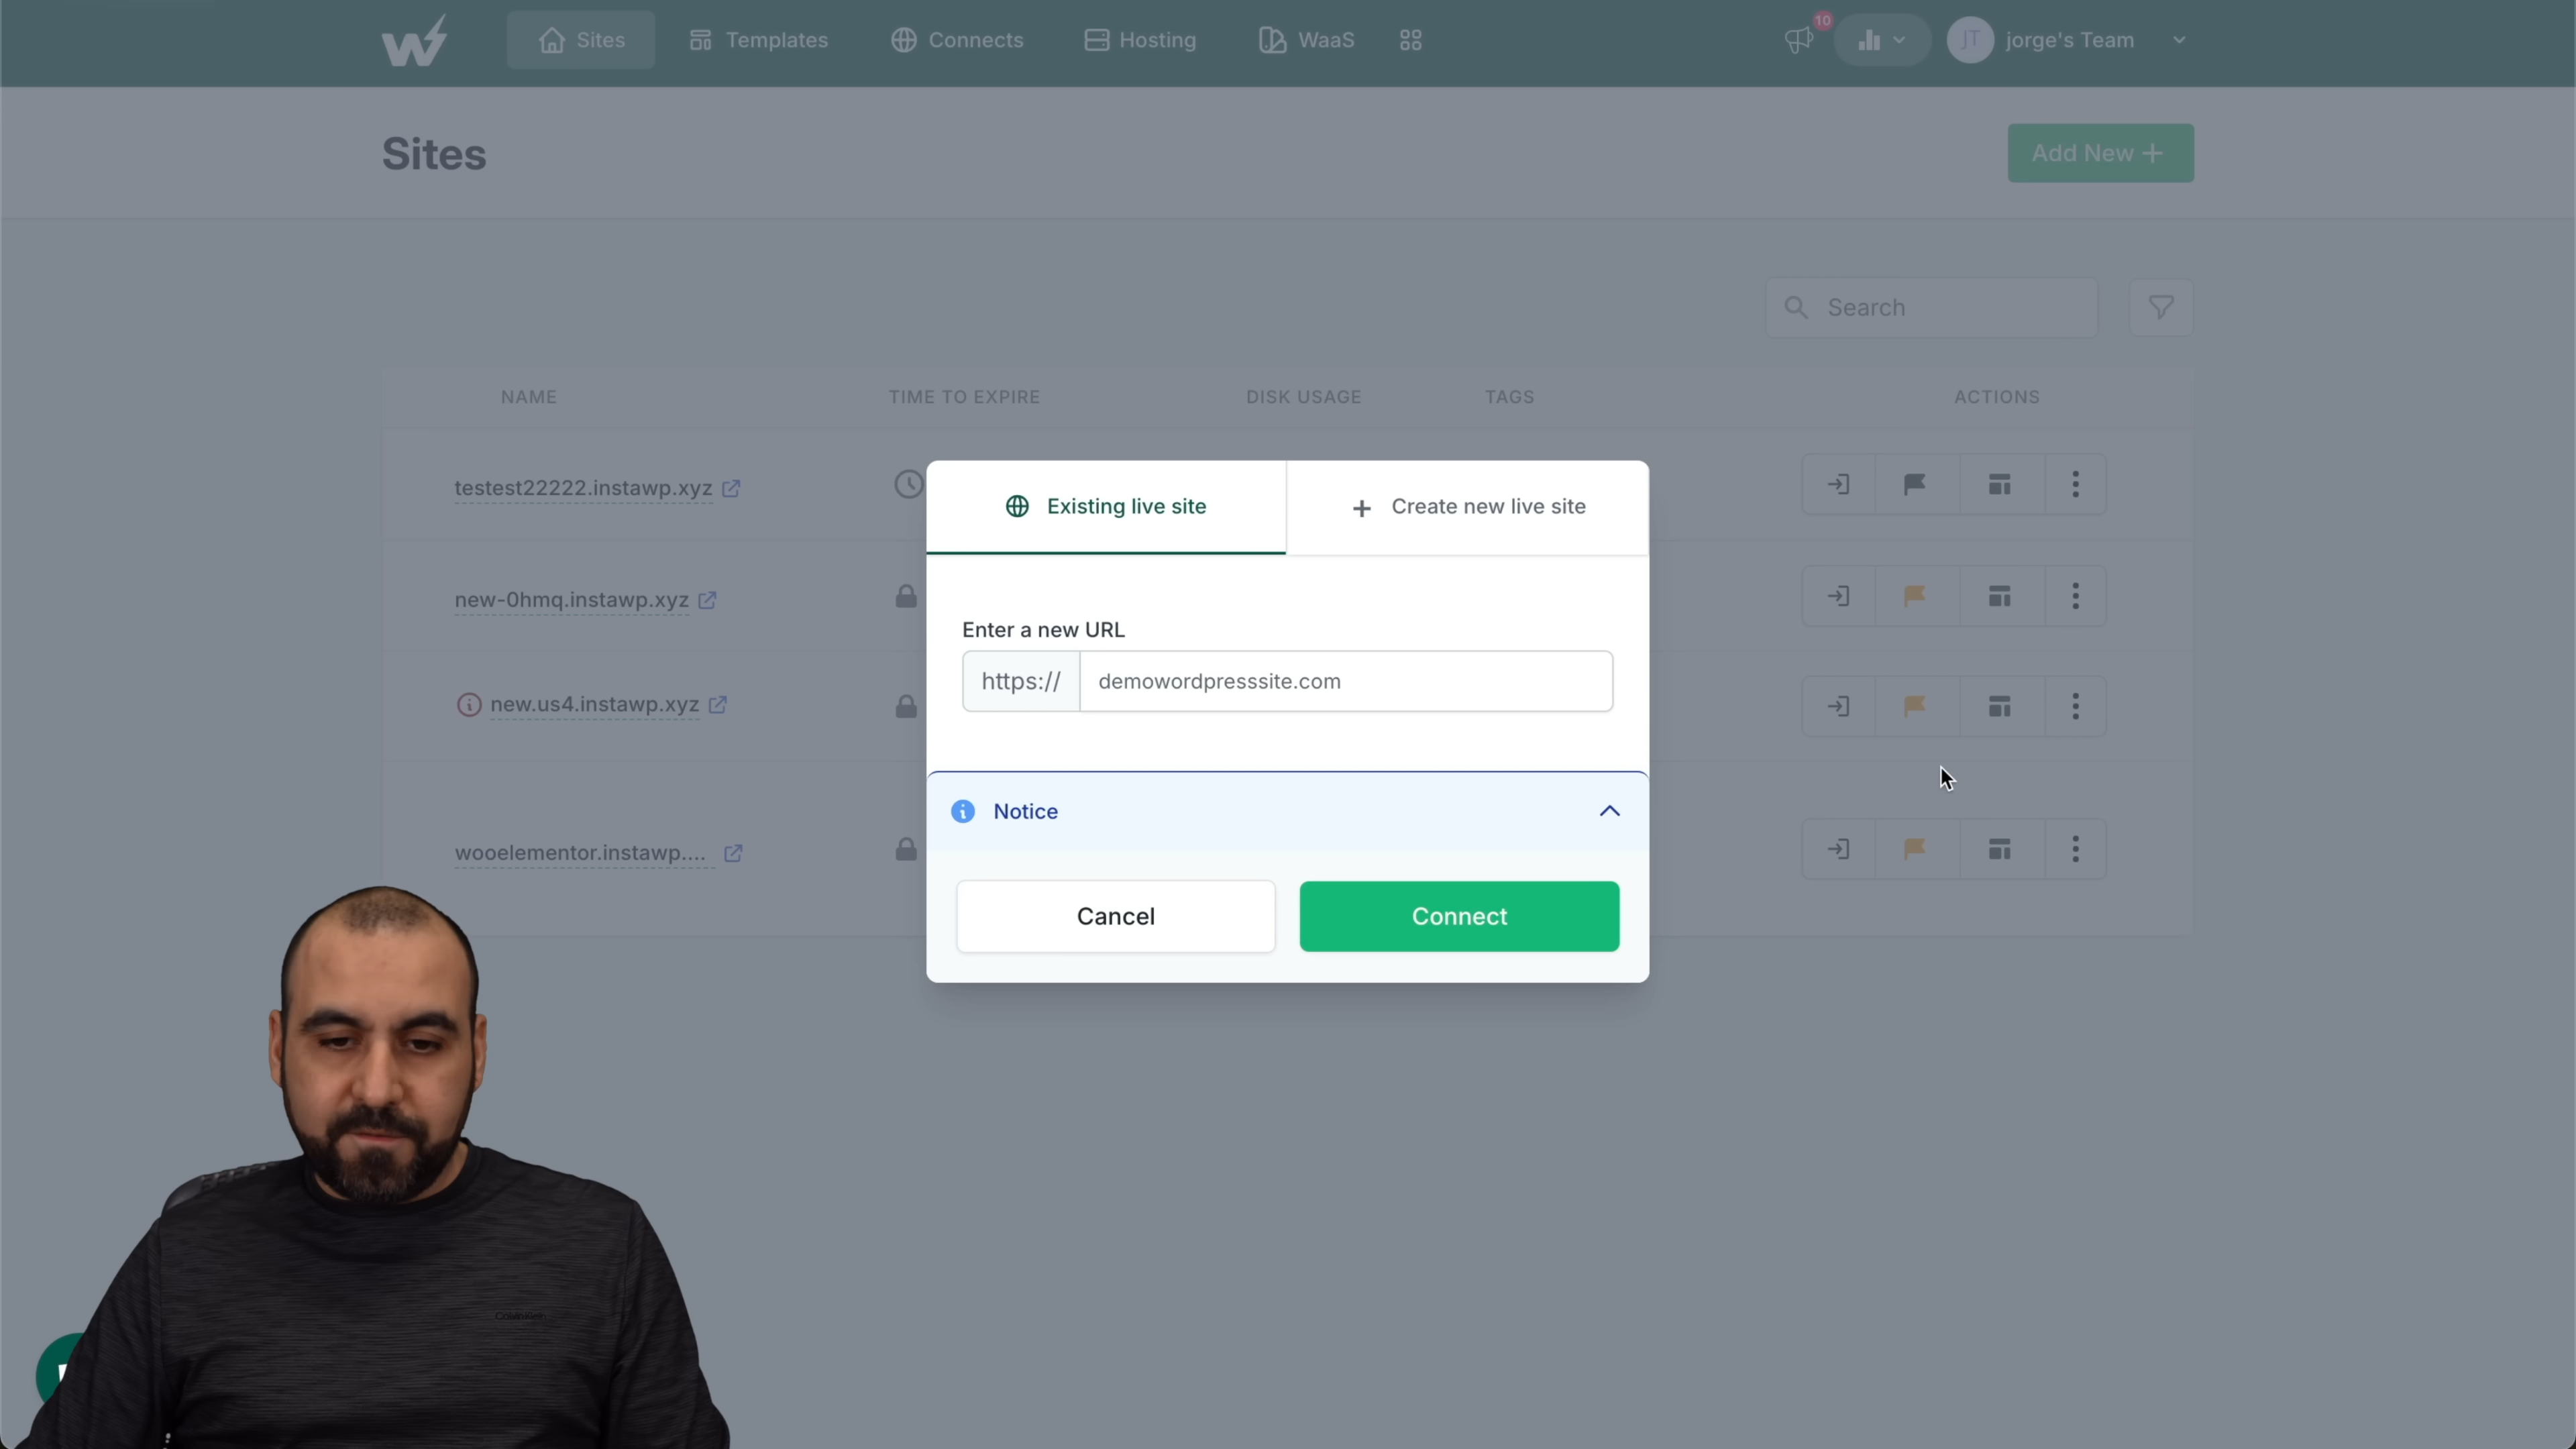 Sites
Templates
Connects
Hosting
WaaS
10
JT
jorge's Team
Sites
Add New +
Search
NAME
TIME TO EXPIRE
DISK USAGE
TAGS
ACTIONS
testest22222.instawp.xyz
new-0hmq.instawp.xyz
new.us4.instawp.xyz
wooelementor.instawp....
Existing live site
+ Create new live site
Enter a new URL
https://
demowordpresssite.com
Notice
Cancel
Connect
Calvin Klein